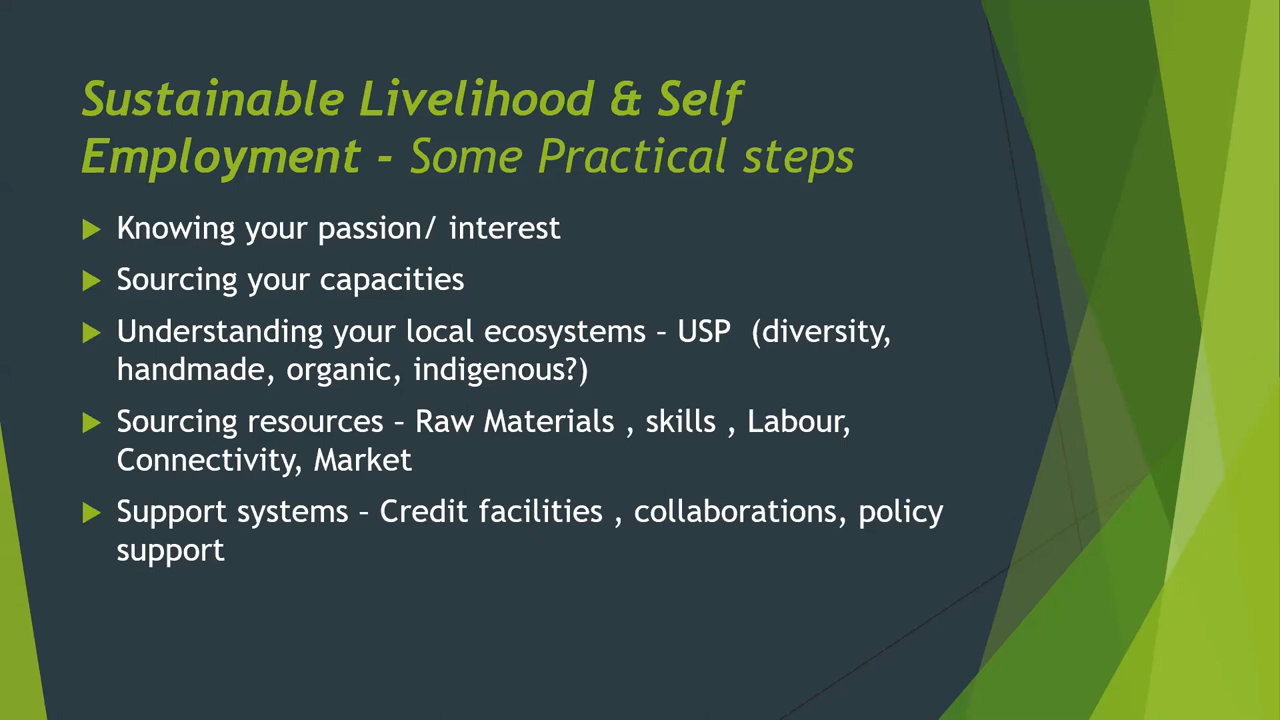 Sustainable Livelihood & Self
Employment - Some Practical steps
Knowing your passion/ interest
Sourcing your capacities
Understanding your local ecosystems – USP (diversity,
handmade, organic, indigenous?)
Sourcing resources – Raw Materials , skills , Labour,
Connectivity, Market
Support systems – Credit facilities , collaborations, policy
support